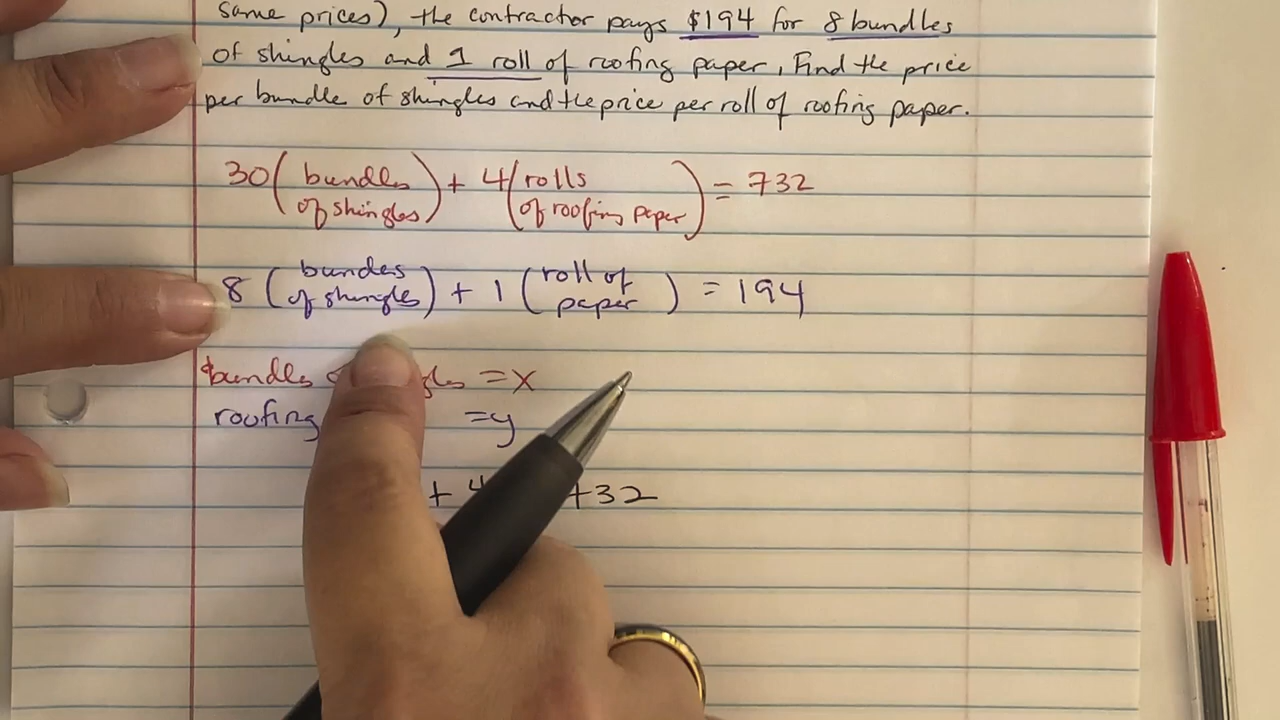 same prices), the contractor pays $194 for 8 bundles
of shingles and 1 roll of roofing paper, Find the price
per bundle of shingles and the price per roll of roofing paper.
30( bundles of shingles) + 4(rolls of roofing paper) = 732
8 ( bundes of shingles) + 1 (roll of paper) = 194
bundles = x
roofing = y
+ 4 +32